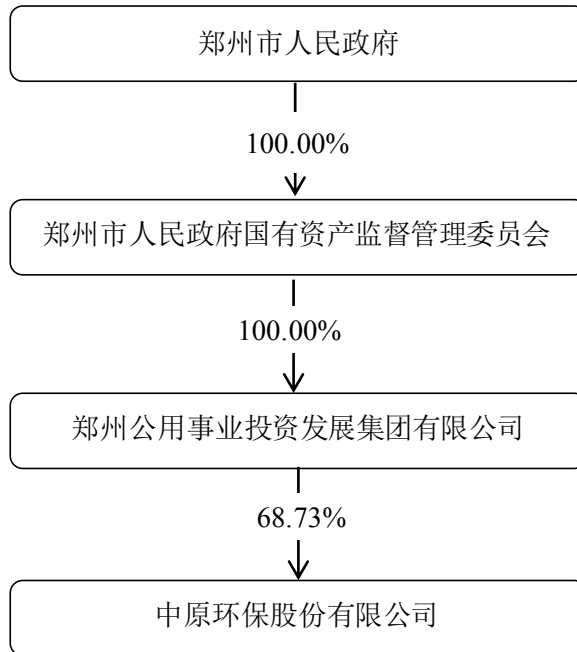 郑州市人民政府
100.00%
郑州市人民政府国有资产监督管理委员会
100.00%
郑州公用事业投资发展集团有限公司
68.73%
中原环保股份有限公司